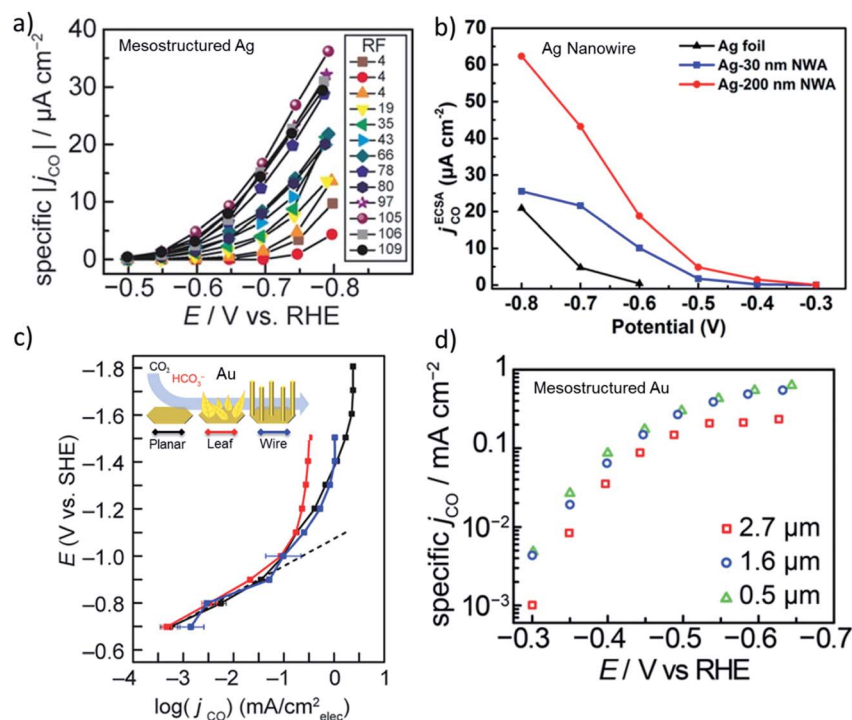 a)
Mesostructured Ag
specific |jCO| / µA cm−2
40
30
20
10
0
−0.5
−0.6
−0.7
−0.8
E / V vs. RHE
RF
4
4
4
19
35
43
66
78
80
97
105
106
109
b)
Ag Nanowire
Ag foil
Ag-30 nm NWA
Ag-200 nm NWA
jCO^ECSA (µA cm−2)
70
60
50
40
30
20
10
0
-0.8
-0.7
-0.6
-0.5
-0.4
-0.3
Potential (V)
c)
CO2
HCO3−
Au
Planar
Leaf
Wire
E (V vs. SHE)
−1.8
−1.6
−1.4
−1.2
−1.0
−0.8
−0.6
−4
−3
−2
−1
0
1
log(jCO) (mA/cm2elec)
d)
Mesostructured Au
specific jCO / mA cm−2
1
0.1
10−2
10−3
2.7 µm
1.6 µm
0.5 µm
−0.3
−0.4
−0.5
−0.6
−0.7
E / V vs RHE